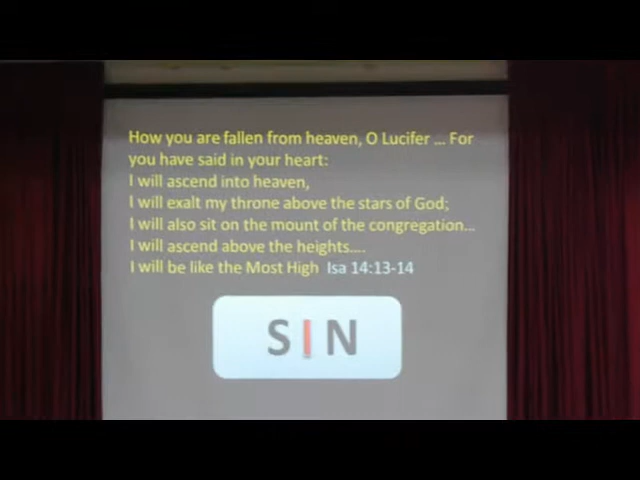 How you are fallen from heaven, O Lucifer ... For
you have said in your heart:
I will ascend into heaven,
I will exalt my throne above the stars of God;
I will also sit on the mount of the congregation...
I will ascend above the heights....
I will be like the Most High Isa 14:13-14
SIN